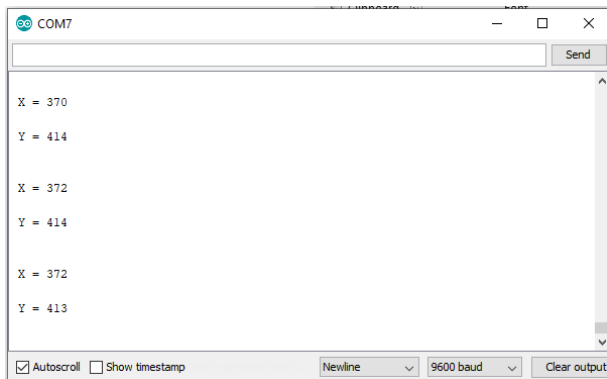 COM7
Send
X = 370
Y = 414
X = 372
Y = 414
X = 372
Y = 413
Autoscroll Show timestamp Newline 9600 baud Clear output